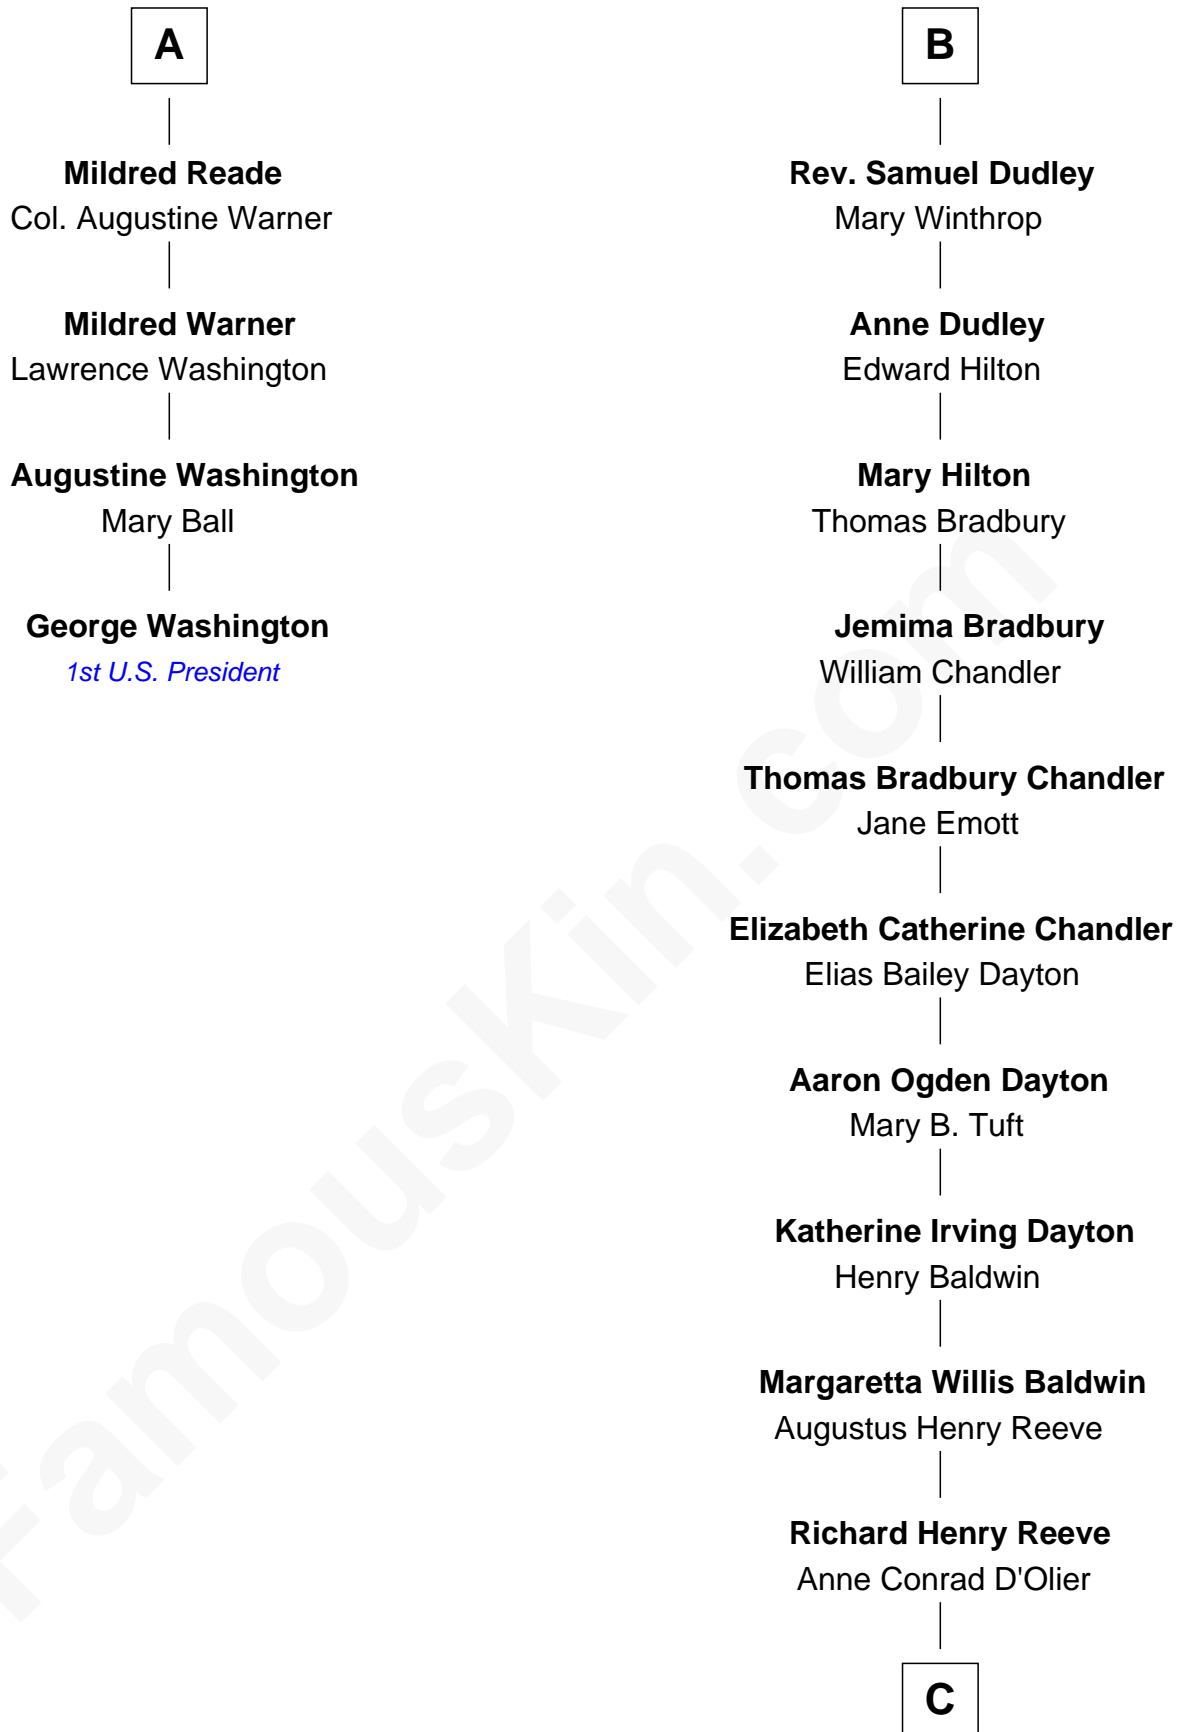 A
Mildred Reade
Col. Augustine Warner
Mildred Warner
Lawrence Washington
Augustine Washington
Mary Ball
George Washington
1st U.S. President
B
Rev. Samuel Dudley
Mary Winthrop
Anne Dudley
Edward Hilton
Mary Hilton
Thomas Bradbury
Jemima Bradbury
William Chandler
Thomas Bradbury Chandler
Jane Emott
Elizabeth Catherine Chandler
Elias Bailey Dayton
Aaron Ogden Dayton
Mary B. Tuft
Katherine Irving Dayton
Henry Baldwin
Margaretta Willis Baldwin
Augustus Henry Reeve
Richard Henry Reeve
Anne Conrad D'Olier
C
FamousKin.com